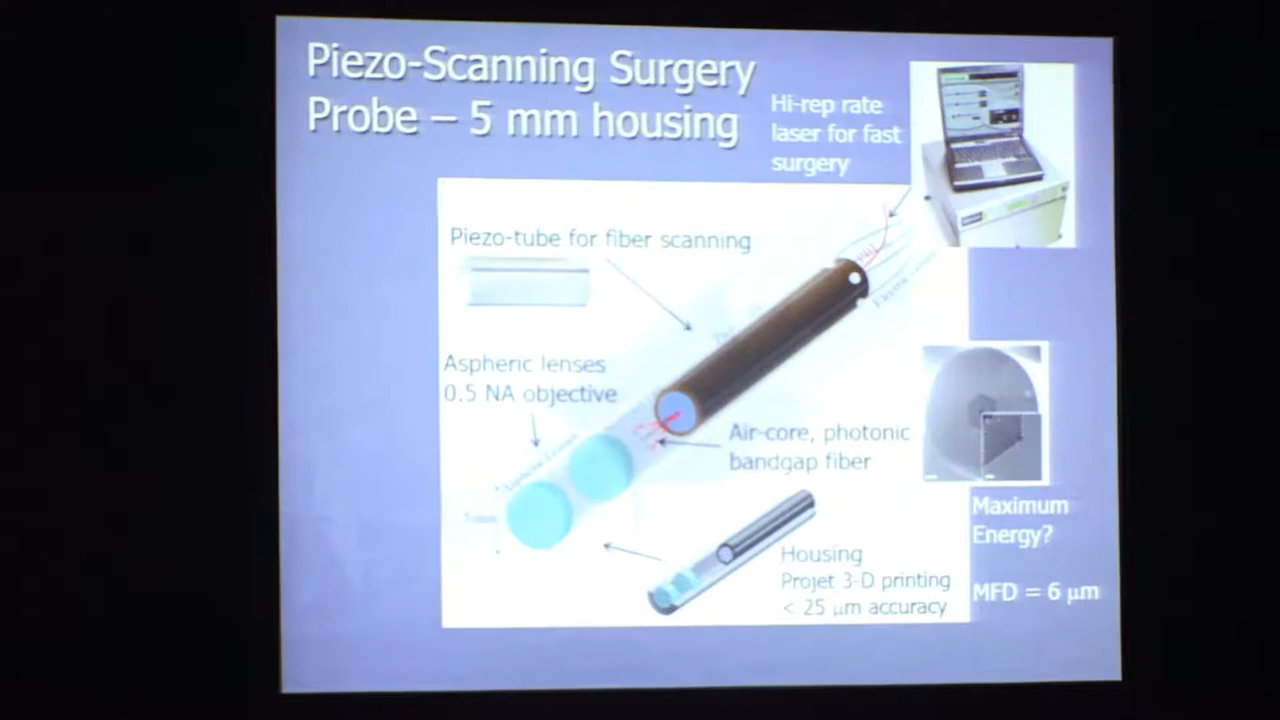 Piezo-Scanning Surgery
Probe – 5 mm housing
Hi-rep rate
laser for fast
surgery
Piezo-tube for fiber scanning
Aspheric lenses
0.5 NA objective
Air-core, photonic
bandgap fiber
Housing
Projet 3-D printing
< 25 μm accuracy
Maximum
Energy?
MFD = 6 μm